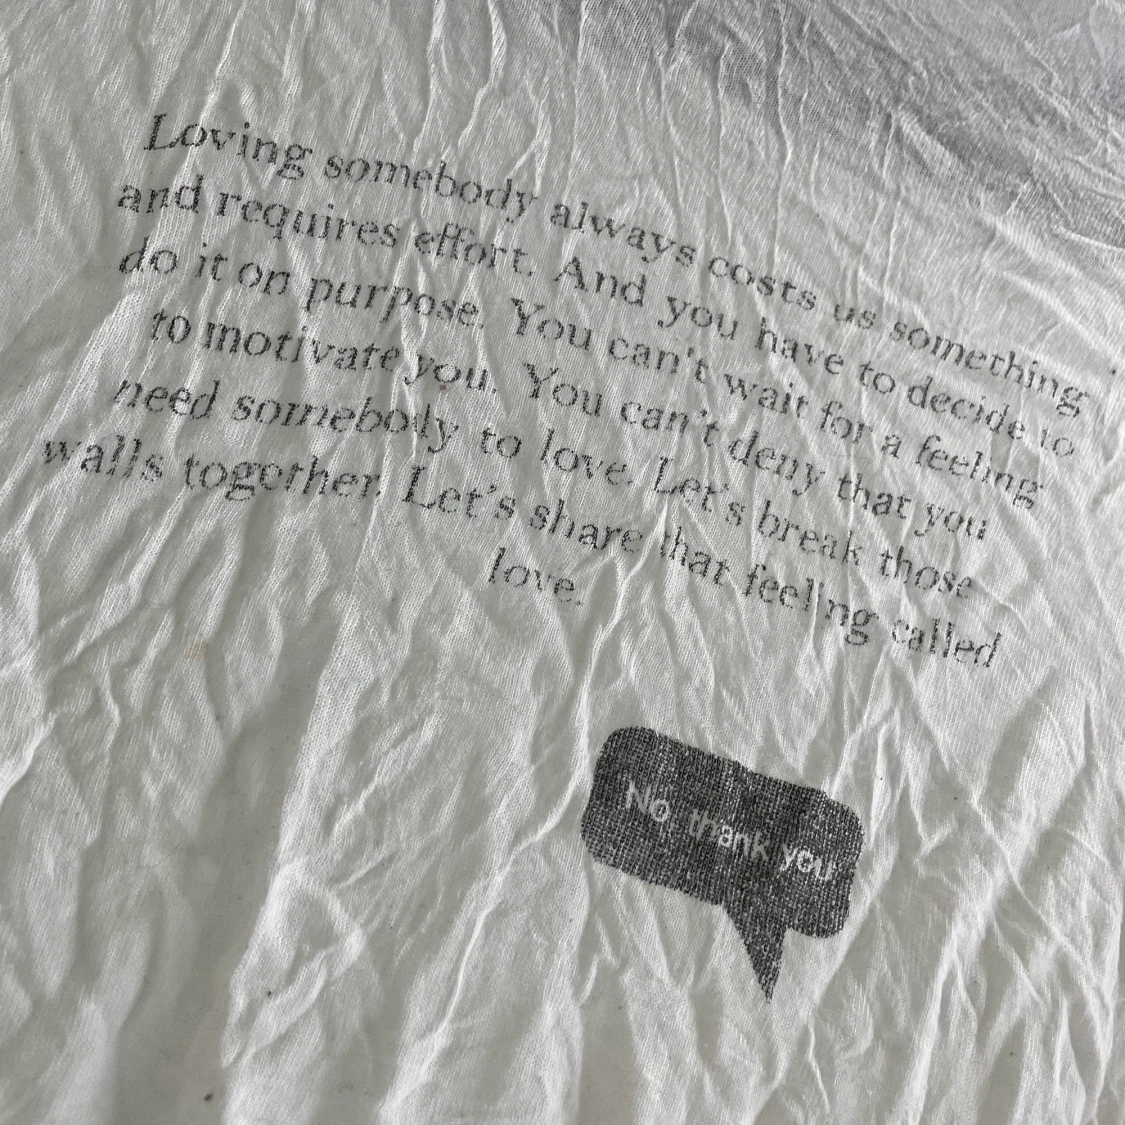 Loving somebody always costs us something
and requires effort. And you have to decide to
do it on purpose. You can't wait for a feeling
to motivate you. You can't deny that you
need somebody to love. Let's break those
walls together. Let's share that feeling called
love.
No, thank you